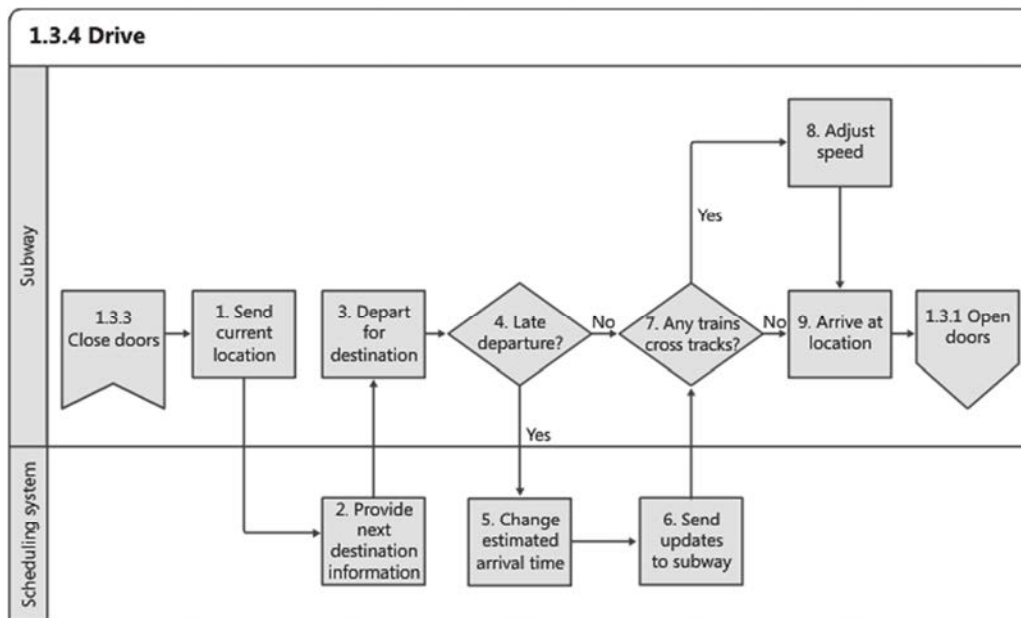 1.3.4 Drive
Subway
1.3.3
Close doors
1. Send
current
location
3. Depart
for
destination
4. Late
departure?
No
Yes
7. Any trains
cross tracks?
Yes
No
8. Adjust
speed
9. Arrive at
location
1.3.1 Open
doors
Scheduling system
2. Provide
next
destination
information
5. Change
estimated
arrival time
6. Send
updates
to subway